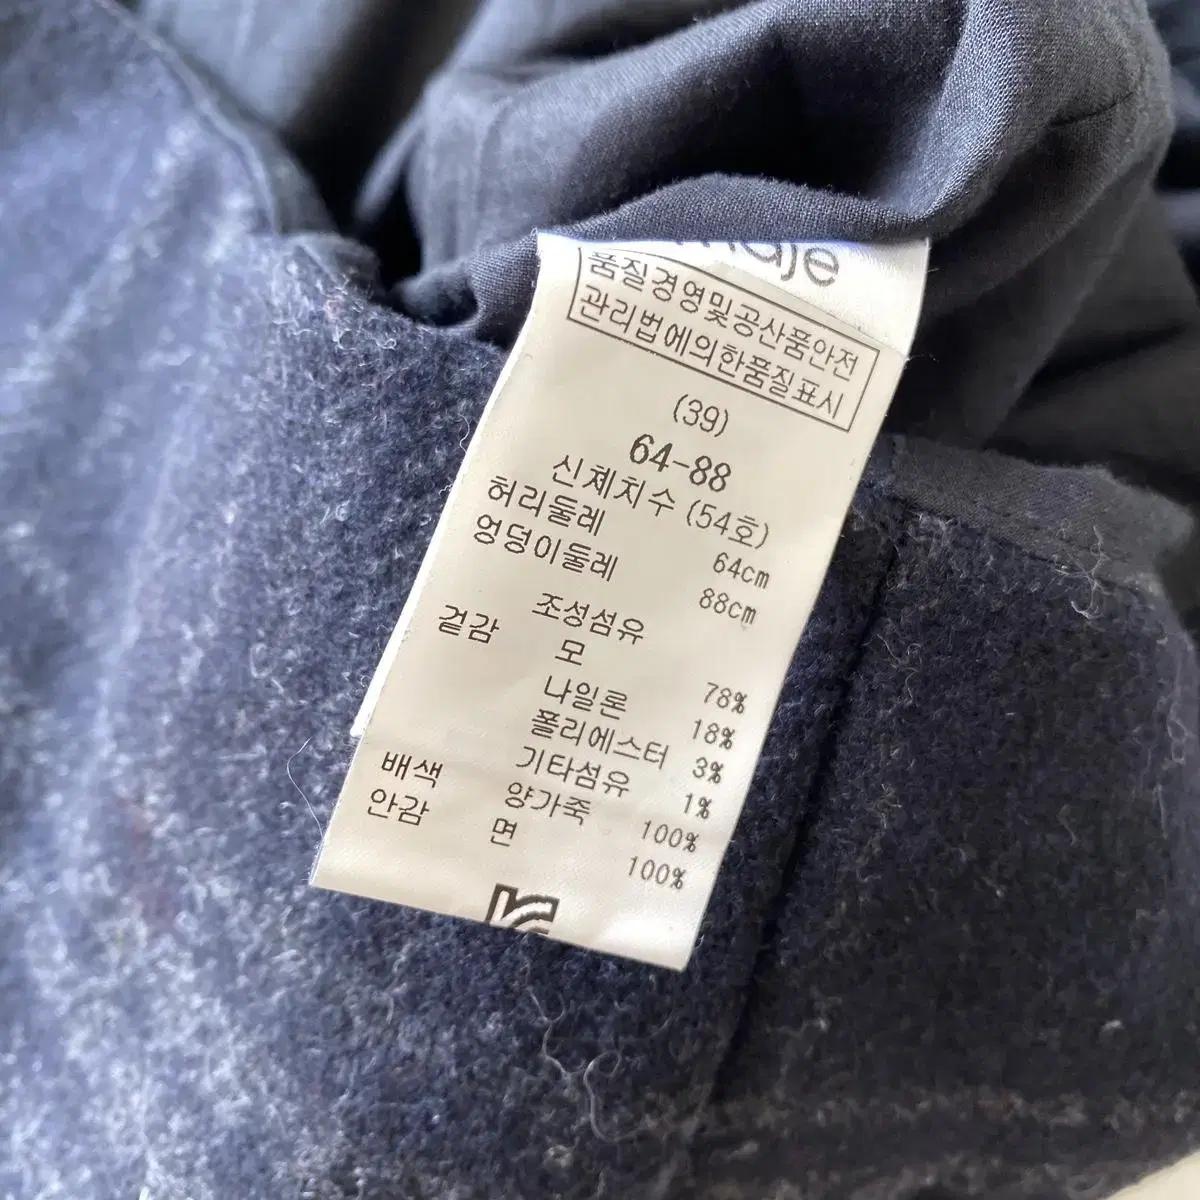 maje
품질경영및공산품안전
관리법에의한품질표시
(39)
64-88
신체치수 (54호)
허리둘레 64cm
엉덩이둘레 88cm
조성섬유
겉감 모 78%
나일론 18%
폴리에스터 3%
기타섬유 1%
배색 양가죽 100%
안감 면 100%